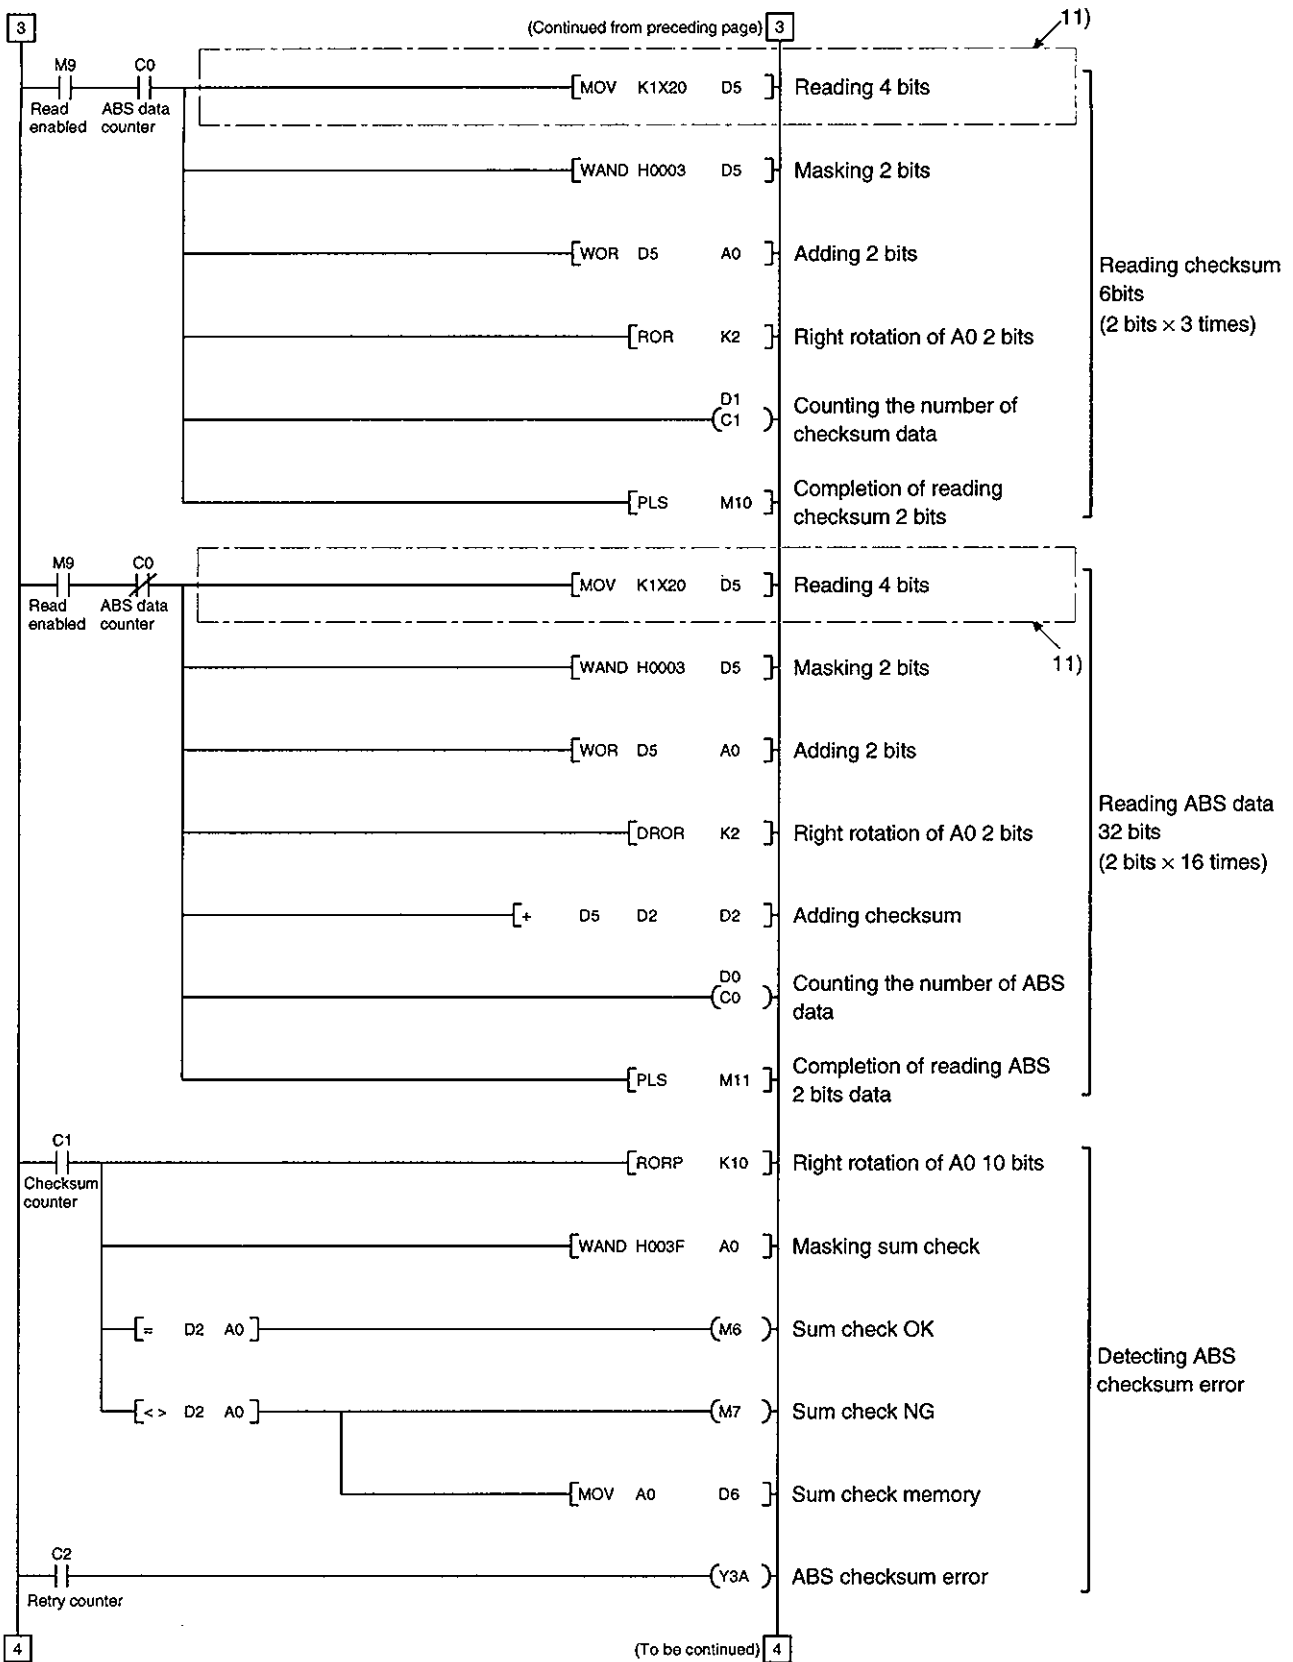 3 (Continued from preceding page) 3
11)
M9 C0
[MOV K1X20 D5 ] Reading 4 bits
Read enabled ABS data counter
[WAND H0003 D5 ] Masking 2 bits
[WOR D5 A0 ] Adding 2 bits
Reading checksum
6bits
(2 bits × 3 times)
[ROR K2 ] Right rotation of A0 2 bits
D1
(C1 ) Counting the number of
checksum data
[PLS M10 ] Completion of reading
checksum 2 bits
M9 C0
[MOV K1X20 D5 ] Reading 4 bits
Read enabled ABS data counter
11)
[WAND H0003 D5 ] Masking 2 bits
[WOR D5 A0 ] Adding 2 bits
Reading ABS data
32 bits
(2 bits × 16 times)
[DROR K2 ] Right rotation of A0 2 bits
[+ D5 D2 D2 ] Adding checksum
D0
(C0 ) Counting the number of ABS
data
[PLS M11 ] Completion of reading ABS
2 bits data
C1
[RORP K10 ] Right rotation of A0 10 bits
Checksum
counter
[WAND H003F A0 ] Masking sum check
[= D2 A0 ] (M6 ) Sum check OK
Detecting ABS
checksum error
[< > D2 A0 ] (M7 ) Sum check NG
[MOV A0 D6 ] Sum check memory
C2
(Y3A ) ABS checksum error
Retry counter
4 (To be continued) 4